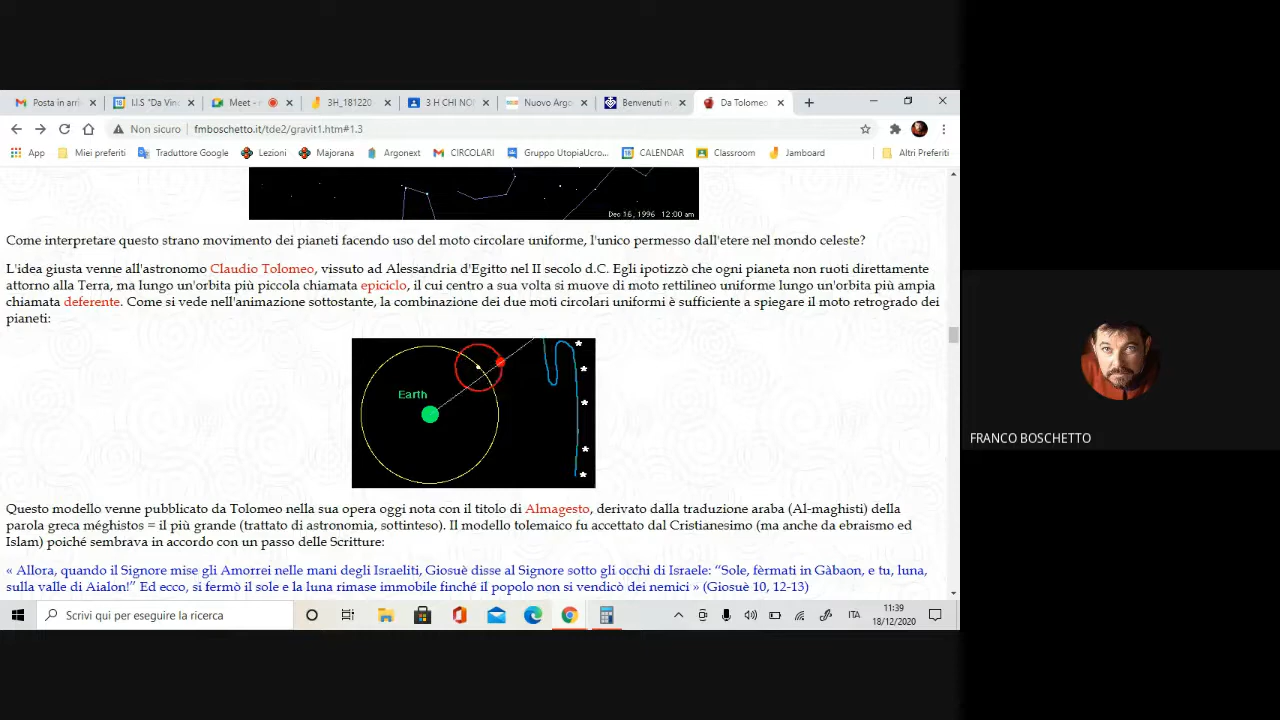 Posta in arri
I.I.S "Da Vinc
Meet -
3H_181220
3 H CHI NO
Nuovo Argo
Benvenuti n
Da Tolomeo
Non sicuro
fmboschetto.it/tde2/gravit1.htm#1.3
App
Miei preferiti
Traduttore Google
Lezioni
Majorana
Argonext
CIRCOLARI
Gruppo UtopiaUcro...
CALENDAR
Classroom
Jamboard
Altri Preferiti
Dec 16, 1996 12:00 am
Come interpretare questo strano movimento dei pianeti facendo uso del moto circolare uniforme, l'unico permesso dall'etere nel mondo celeste?
L'idea giusta venne all'astronomo Claudio Tolomeo, vissuto ad Alessandria d'Egitto nel II secolo d.C. Egli ipotizzò che ogni pianeta non ruoti direttamente
attorno alla Terra, ma lungo un'orbita più piccola chiamata epiciclo, il cui centro a sua volta si muove di moto rettilineo uniforme lungo un'orbita più ampia
chiamata deferente. Come si vede nell'animazione sottostante, la combinazione dei due moti circolari uniformi è sufficiente a spiegare il moto retrogrado dei
pianeti:
Earth
Questo modello venne pubblicato da Tolomeo nella sua opera oggi nota con il titolo di Almagesto, derivato dalla traduzione araba (Al-maghisti) della
parola greca méghistos = il più grande (trattato di astronomia, sottinteso). Il modello tolemaico fu accettato dal Cristianesimo (ma anche da ebraismo ed
Islam) poiché sembrava in accordo con un passo delle Scritture:
« Allora, quando il Signore mise gli Amorrei nelle mani degli Israeliti, Giosuè disse al Signore sotto gli occhi di Israele: “Sole, fèrmati in Gàbaon, e tu, luna,
sulla valle di Aialon!” Ed ecco, si fermò il sole e la luna rimase immobile finché il popolo non si vendicò dei nemici » (Giosuè 10, 12-13)
Scrivi qui per eseguire la ricerca
ITA
11:39
18/12/2020
FRANCO BOSCHETTO